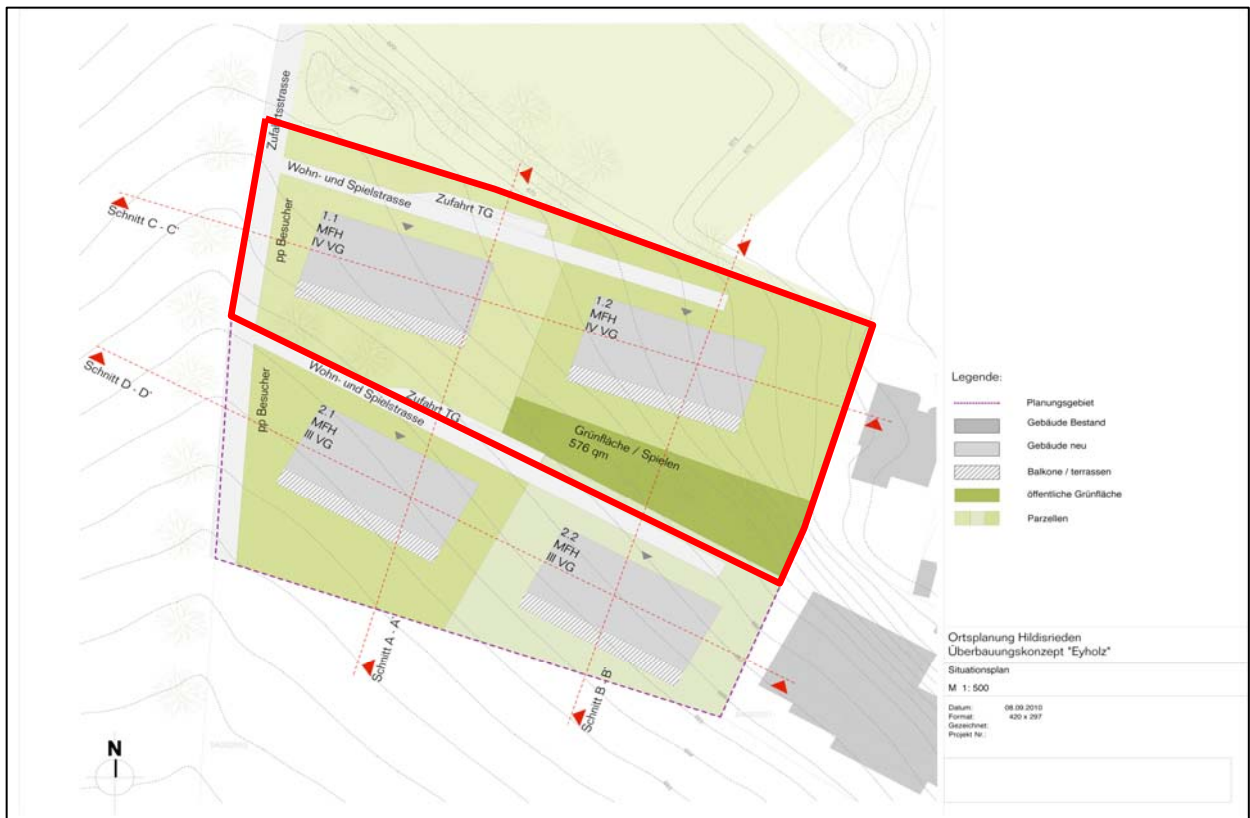 Zufahrtsstrasse
Wohn- und Spielstrasse
Zufahrt TG
Schnitt C - C'
pp Besucher
1.1
MFH
IV VG
1.2
MFH
IV VG
Schnitt D - D'
pp Besucher
Wohn- und Spielstrasse
Zufahrt TG
2.1
MFH
III VG
Grünfläche / Spielen
576 qm
2.2
MFH
III VG
Schnitt A - A'
Schnitt B - B'
N
Legende:
Planungsgebiet
Gebäude Bestand
Gebäude neu
Balkone / terrassen
öffentliche Grünfläche
Parzellen
Ortsplanung Hildisrieden
Überbauungskonzept "Eyholz"
Situationsplan
M 1: 500
Datum: 08.09.2010
Format: 420 x 297
Gezeichnet:
Projekt Nr.: